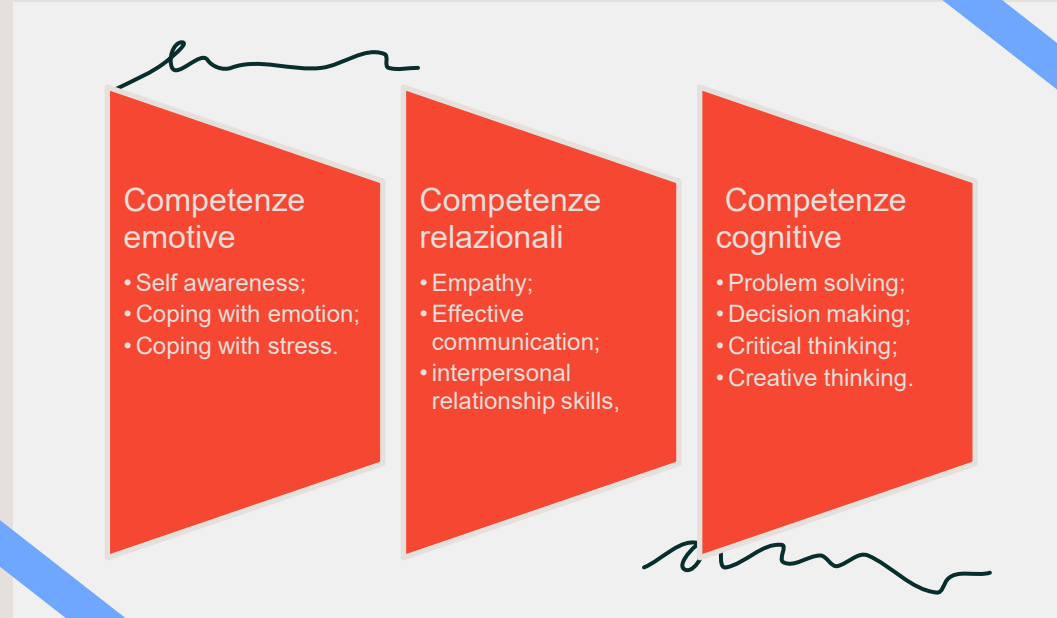 Competenze
emotive
• Self awareness;
• Coping with emotion;
• Coping with stress.
Competenze
relazionali
• Empathy;
• Effective
communication;
• interpersonal
relationship skills,
Competenze
cognitive
• Problem solving;
• Decision making;
• Critical thinking;
• Creative thinking.